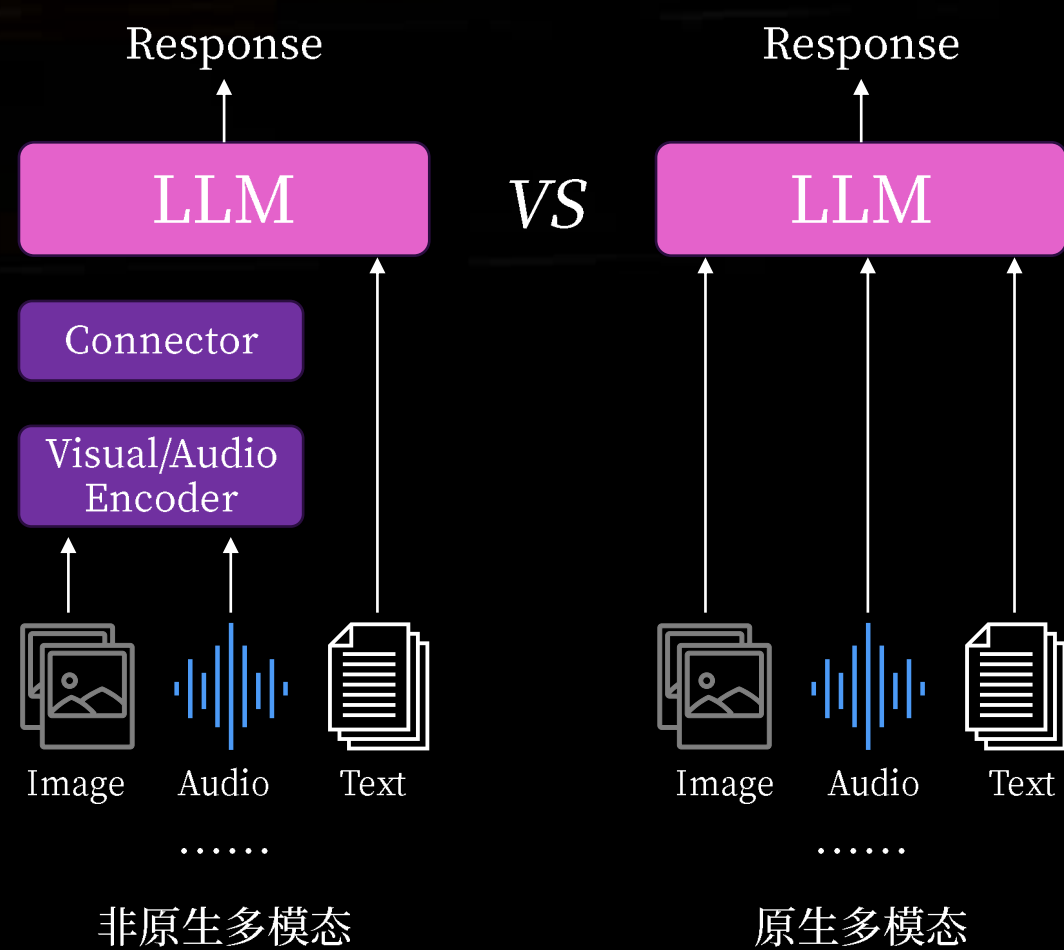 Response
LLM
Connector
Visual/Audio
Encoder
Image Audio Text
......
非原生多模态
VS
Response
LLM
Image Audio Text
......
原生多模态